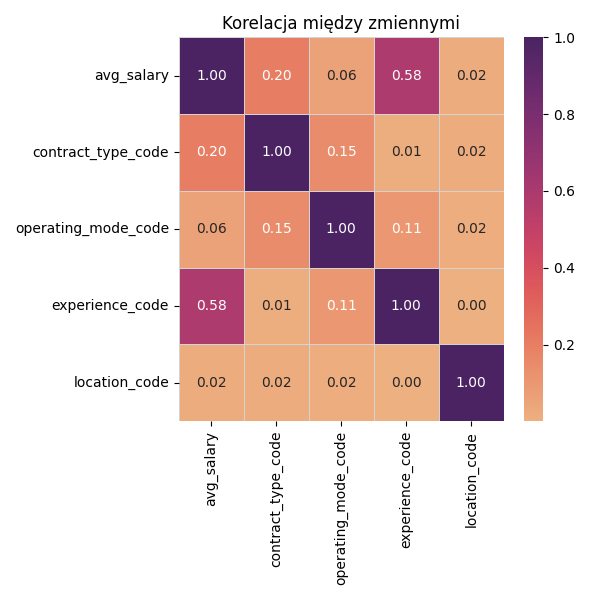 Korelacja między zmiennymi
avg_salary 1.00 0.20 0.06 0.58 0.02
contract_type_code 0.20 1.00 0.15 0.01 0.02
operating_mode_code 0.06 0.15 1.00 0.11 0.02
experience_code 0.58 0.01 0.11 1.00 0.00
location_code 0.02 0.02 0.02 0.00 1.00
avg_salary
contract_type_code
operating_mode_code
experience_code
location_code
1.0
0.8
0.6
0.4
0.2